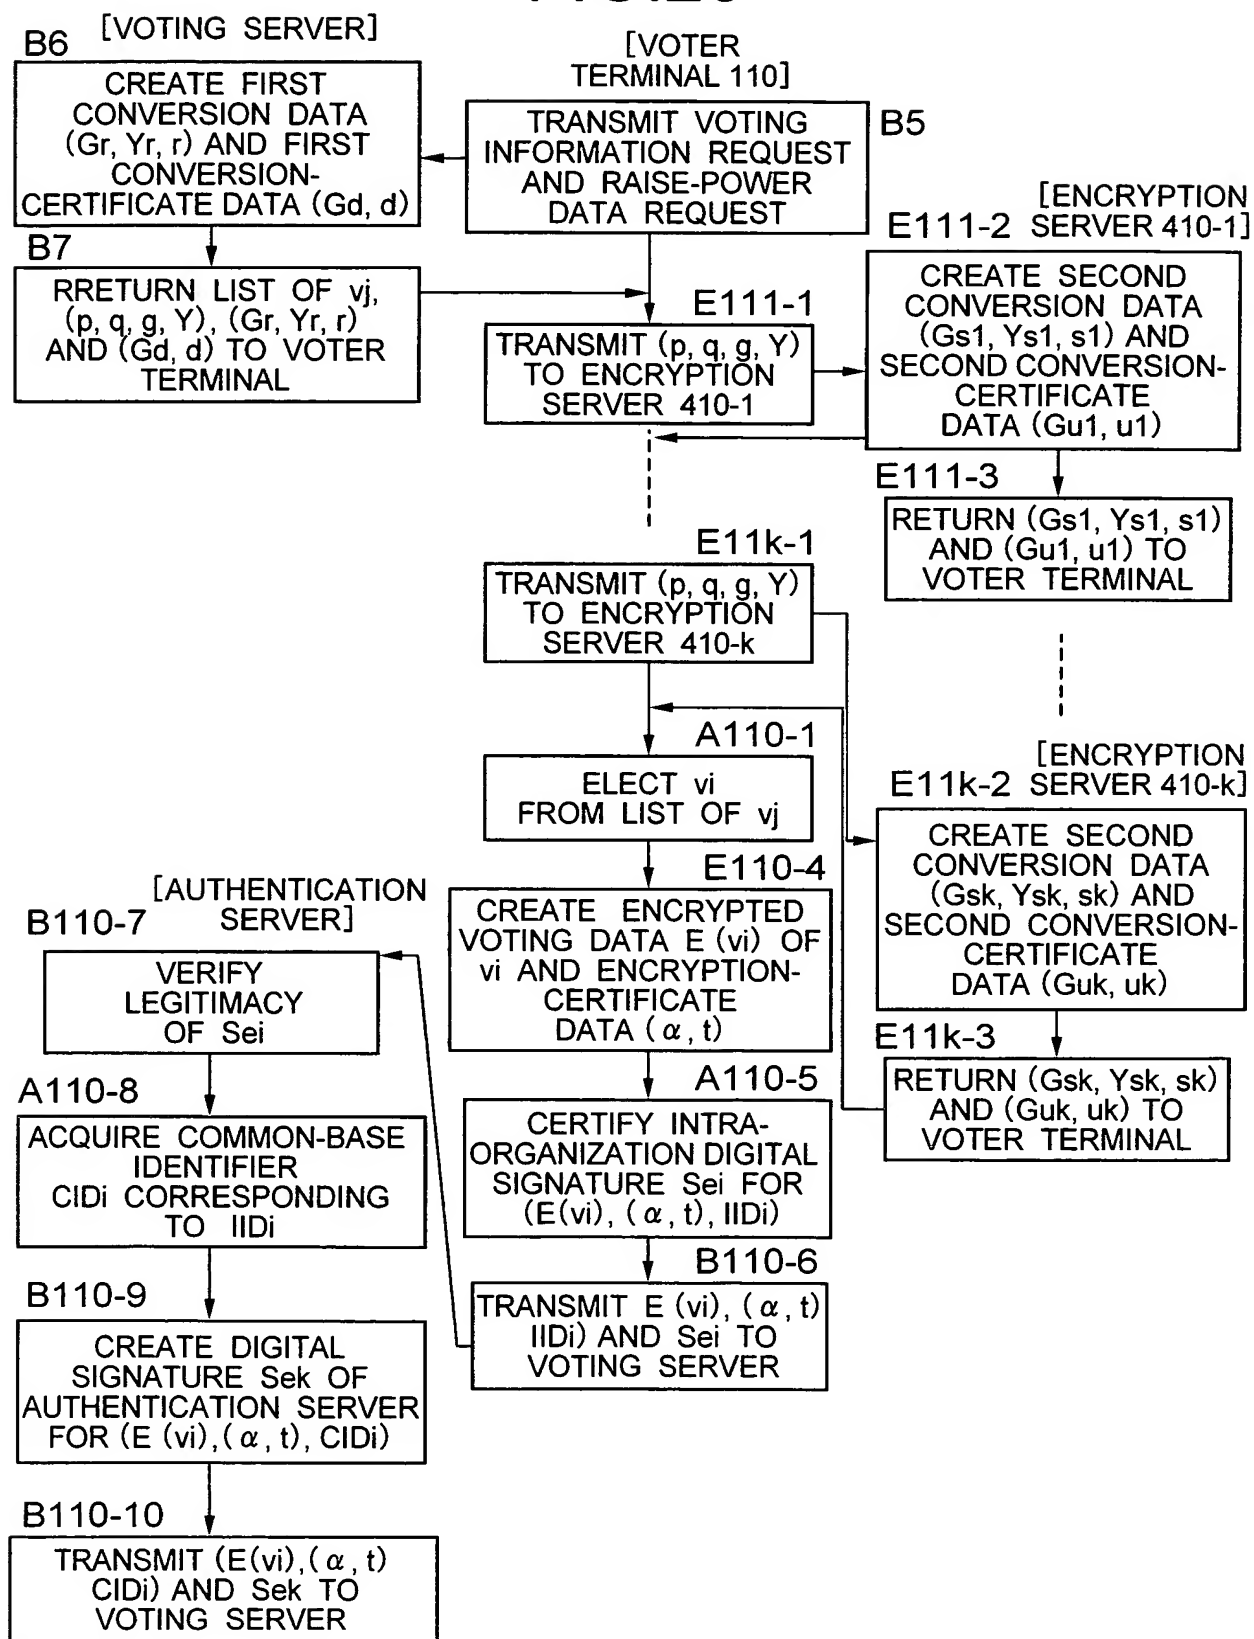 B6 [VOTING SERVER]
CREATE FIRST
CONVERSION DATA
(Gr, Yr, r) AND FIRST
CONVERSION-
CERTIFICATE DATA (Gd, d)
B7
RRETURN LIST OF vj,
(p, q, g, Y), (Gr, Yr, r)
AND (Gd, d) TO VOTER
TERMINAL
[VOTER
TERMINAL 110]
B5
TRANSMIT VOTING
INFORMATION REQUEST
AND RAISE-POWER
DATA REQUEST
E111-1
TRANSMIT (p, q, g, Y)
TO ENCRYPTION
SERVER 410-1
[ENCRYPTION
E111-2 SERVER 410-1]
CREATE SECOND
CONVERSION DATA
(Gs1, Ys1, s1) AND
SECOND CONVERSION-
CERTIFICATE
DATA (Gu1, u1)
E111-3
RETURN (Gs1, Ys1, s1)
AND (Gu1, u1) TO
VOTER TERMINAL
E11k-1
TRANSMIT (p, q, g, Y)
TO ENCRYPTION
SERVER 410-k
[ENCRYPTION
E11k-2 SERVER 410-k]
CREATE SECOND
CONVERSION DATA
(Gsk, Ysk, sk) AND
SECOND CONVERSION-
CERTIFICATE
DATA (Guk, uk)
E11k-3
RETURN (Gsk, Ysk, sk)
AND (Guk, uk) TO
VOTER TERMINAL
A110-1
ELECT vi
FROM LIST OF vj
E110-4
CREATE ENCRYPTED
VOTING DATA E (vi) OF
vi AND ENCRYPTION-
CERTIFICATE
DATA (α, t)
A110-5
CERTIFY INTRA-
ORGANIZATION DIGITAL
SIGNATURE Sei FOR
(E(vi), (α, t), IIDi)
B110-6
TRANSMIT E (vi), (α, t)
IIDi) AND Sei TO
VOTING SERVER
[AUTHENTICATION
B110-7 SERVER]
VERIFY
LEGITIMACY
OF Sei
A110-8
ACQUIRE COMMON-BASE
IDENTIFIER
CIDi CORRESPONDING
TO IIDi
B110-9
CREATE DIGITAL
SIGNATURE Sek OF
AUTHENTICATION SERVER
FOR (E (vi), (α, t), CIDi)
B110-10
TRANSMIT (E(vi), (α, t)
CIDi) AND Sek TO
VOTING SERVER